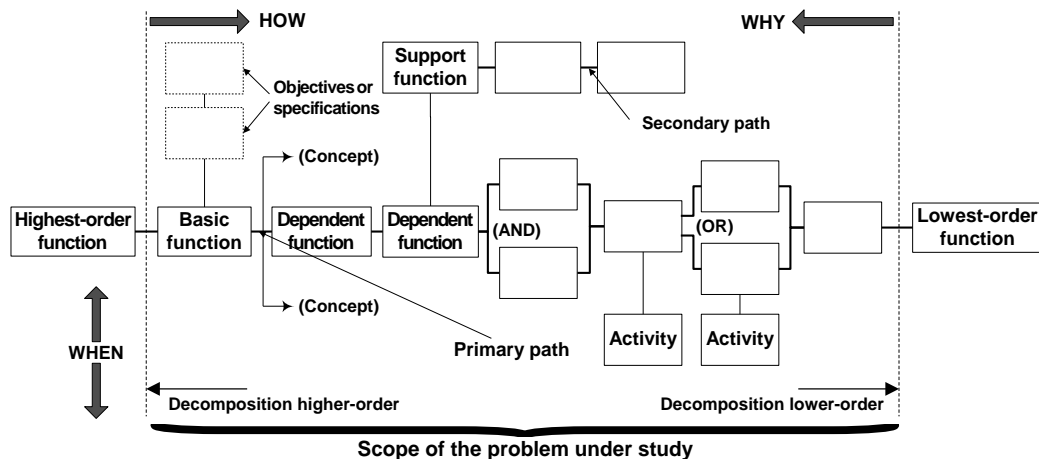 HOW
WHY
Support
function
Objectives or
specifications
Secondary path
(Concept)
Highest-order
function
Basic
function
Dependent
function
Dependent
function
(AND)
(OR)
Lowest-order
function
(Concept)
WHEN
Primary path
Activity
Activity
Decomposition higher-order
Decomposition lower-order
Scope of the problem under study